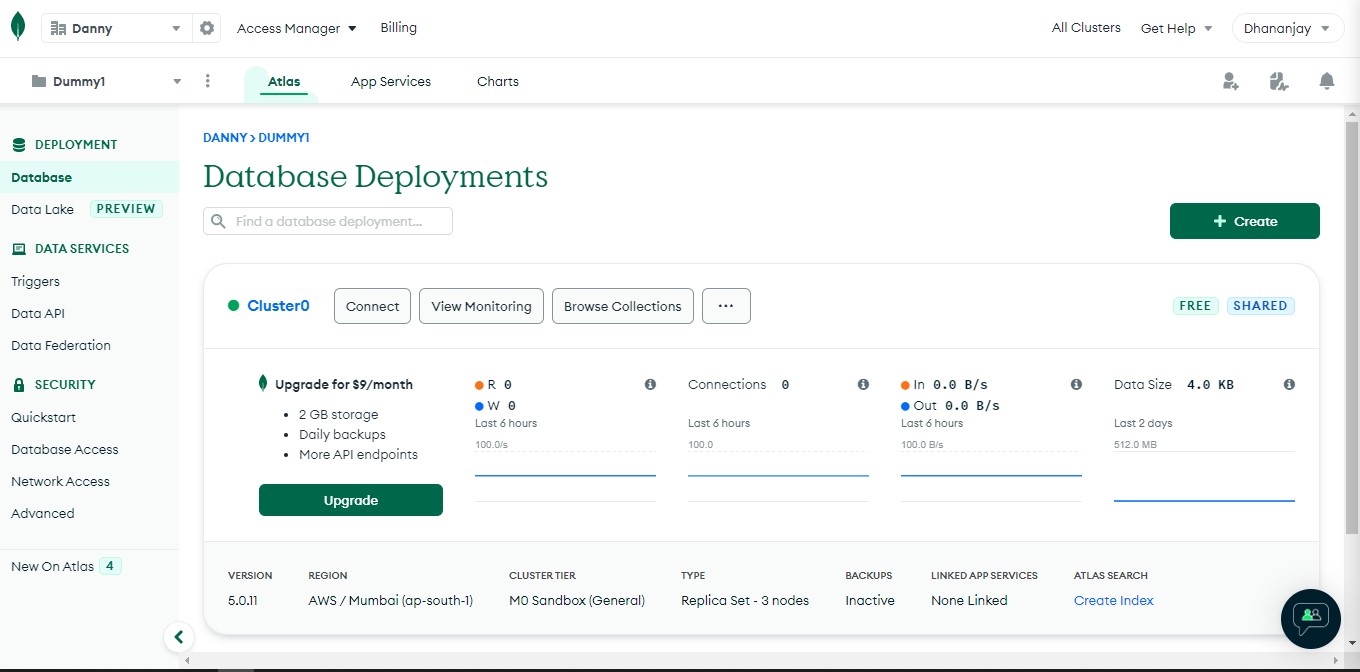 Danny Access Manager Billing All Clusters Get Help Dhananjay
Dummy1 Atlas App Services Charts
DEPLOYMENT
Database
Data Lake PREVIEW
DATA SERVICES
Triggers
Data API
Data Federation
SECURITY
Quickstart
Database Access
Network Access
Advanced
New On Atlas 4
DANNY > DUMMY1
Database Deployments
Find a database deployment...
+ Create
Cluster0 Connect View Monitoring Browse Collections ... FREE SHARED
Upgrade for $9/month
• 2 GB storage
• Daily backups
• More API endpoints
Upgrade
R 0
W 0
Last 6 hours
100.0/s
Connections 0
Last 6 hours
100.0
In 0.0 B/s
Out 0.0 B/s
Last 6 hours
100.0 B/s
Data Size 4.0 KB
Last 2 days
512.0 MB
VERSION REGION CLUSTER TIER TYPE BACKUPS LINKED APP SERVICES ATLAS SEARCH
5.0.11 AWS / Mumbai (ap-south-1) M0 Sandbox (General) Replica Set - 3 nodes Inactive None Linked Create Index